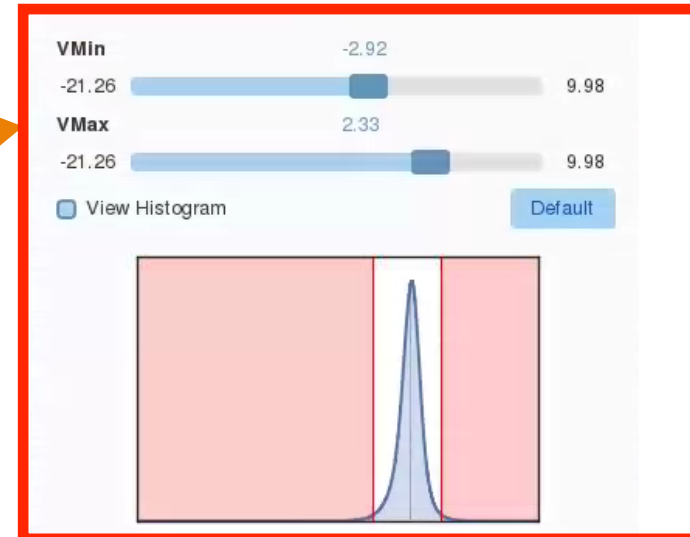 VMin -2.92
-21.26 9.98
VMax 2.33
-21.26 9.98
View Histogram Default